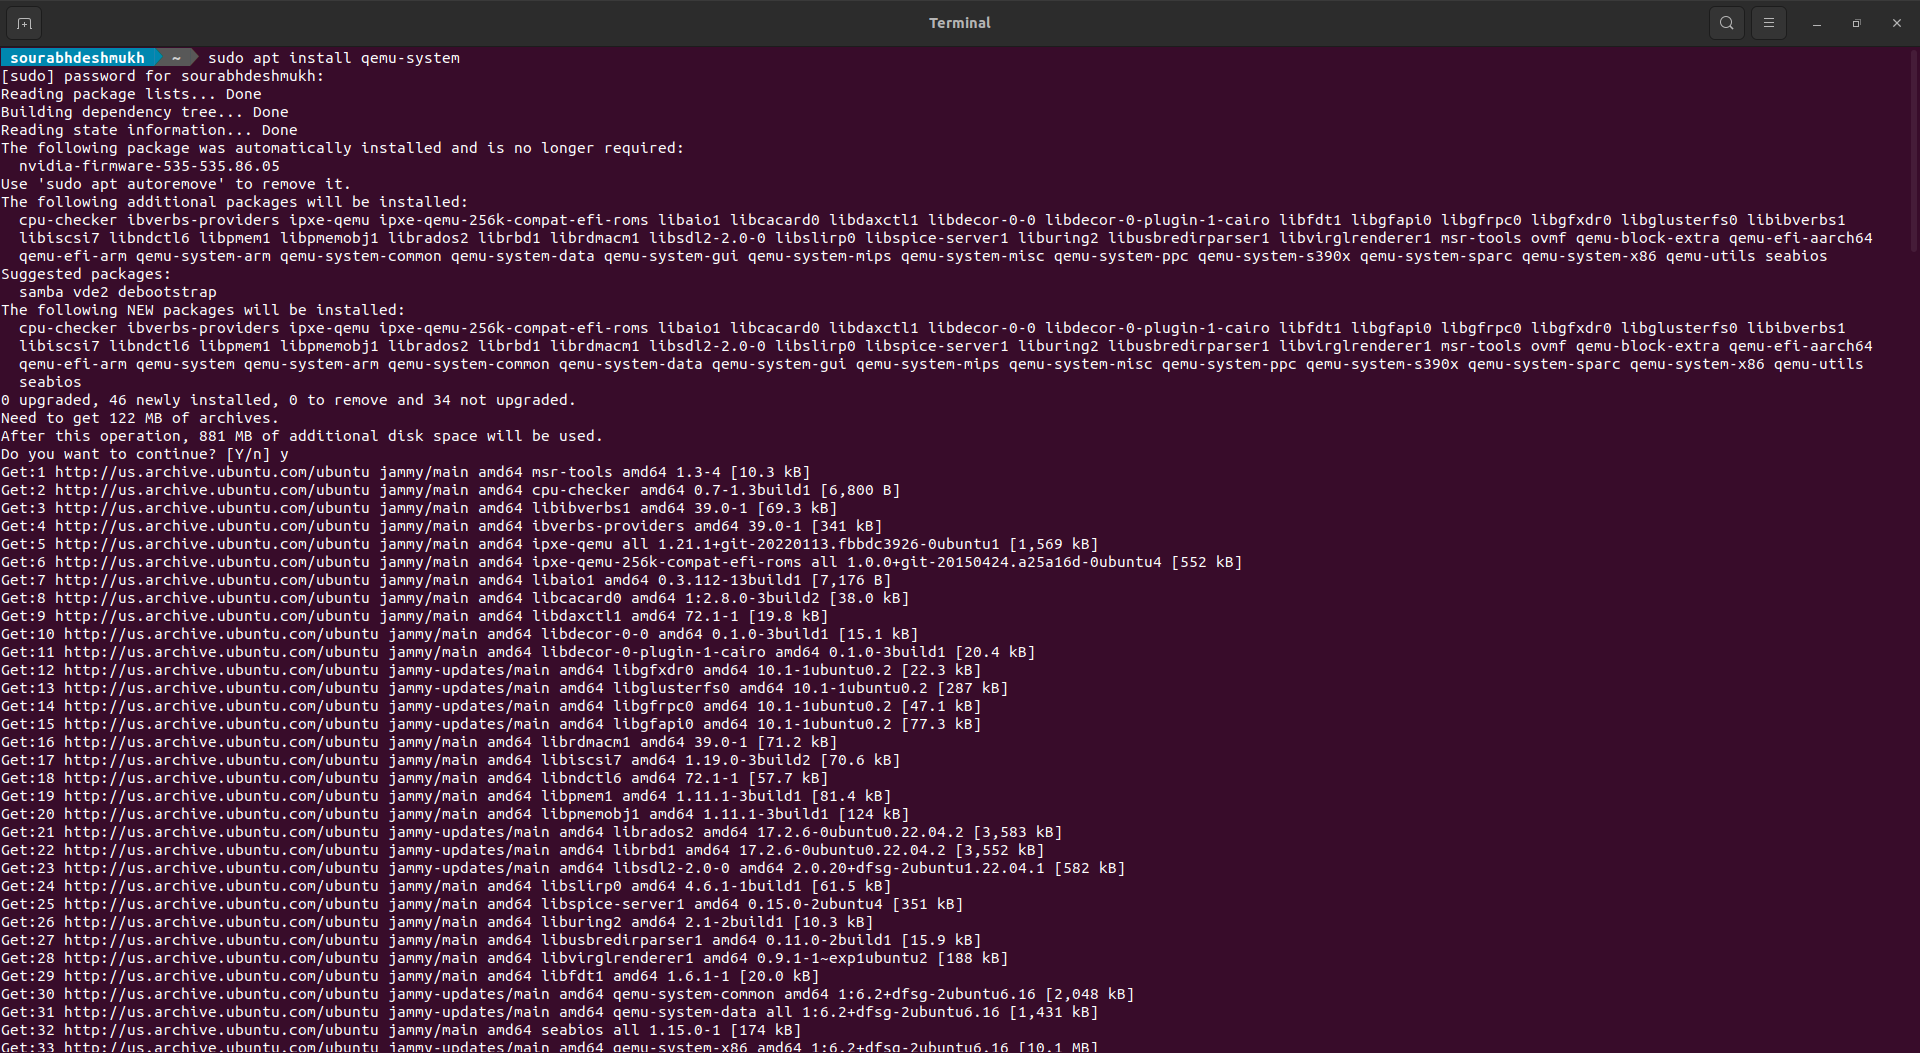 Terminal
sourabhdeshmukh ~ sudo apt install qemu-system
[sudo] password for sourabhdeshmukh:
Reading package lists... Done
Building dependency tree... Done
Reading state information... Done
The following package was automatically installed and is no longer required:
nvidia-firmware-535-535.86.05
Use 'sudo apt autoremove' to remove it.
The following additional packages will be installed:
cpu-checker ibverbs-providers ipxe-qemu ipxe-qemu-256k-compat-efi-roms libaio1 libcacard0 libdaxctl1 libdecor-0-0 libdecor-0-plugin-1-cairo libfdt1 libgfapi0 libgfrpc0 libgfxdr0 libglusterfs0 libibverbs1
libiscsi7 libndctl6 libpmem1 libpmemobj1 librados2 librbd1 librdmacm1 libsdl2-2.0-0 libslirp0 libspice-server1 liburing2 libusbredirparser1 libvirglrenderer1 msr-tools ovmf qemu-block-extra qemu-efi-aarch64
qemu-efi-arm qemu-system-arm qemu-system-common qemu-system-data qemu-system-gui qemu-system-mips qemu-system-misc qemu-system-ppc qemu-system-s390x qemu-system-sparc qemu-system-x86 qemu-utils seabios
Suggested packages:
samba vde2 debootstrap
The following NEW packages will be installed:
cpu-checker ibverbs-providers ipxe-qemu ipxe-qemu-256k-compat-efi-roms libaio1 libcacard0 libdaxctl1 libdecor-0-0 libdecor-0-plugin-1-cairo libfdt1 libgfapi0 libgfrpc0 libgfxdr0 libglusterfs0 libibverbs1
libiscsi7 libndctl6 libpmem1 libpmemobj1 librados2 librbd1 librdmacm1 libsdl2-2.0-0 libslirp0 libspice-server1 liburing2 libusbredirparser1 libvirglrenderer1 msr-tools ovmf qemu-block-extra qemu-efi-aarch64
qemu-efi-arm qemu-system qemu-system-arm qemu-system-common qemu-system-data qemu-system-gui qemu-system-mips qemu-system-misc qemu-system-ppc qemu-system-s390x qemu-system-sparc qemu-system-x86 qemu-utils
seabios
0 upgraded, 46 newly installed, 0 to remove and 34 not upgraded.
Need to get 122 MB of archives.
After this operation, 881 MB of additional disk space will be used.
Do you want to continue? [Y/n] y
Get:1 http://us.archive.ubuntu.com/ubuntu jammy/main amd64 msr-tools amd64 1.3-4 [10.3 kB]
Get:2 http://us.archive.ubuntu.com/ubuntu jammy/main amd64 cpu-checker amd64 0.7-1.3build1 [6,800 B]
Get:3 http://us.archive.ubuntu.com/ubuntu jammy/main amd64 libibverbs1 amd64 39.0-1 [69.3 kB]
Get:4 http://us.archive.ubuntu.com/ubuntu jammy/main amd64 ibverbs-providers amd64 39.0-1 [341 kB]
Get:5 http://us.archive.ubuntu.com/ubuntu jammy/main amd64 ipxe-qemu all 1.21.1+git-20220113.fbbdc3926-0ubuntu1 [1,569 kB]
Get:6 http://us.archive.ubuntu.com/ubuntu jammy/main amd64 ipxe-qemu-256k-compat-efi-roms all 1.0.0+git-20150424.a25a16d-0ubuntu4 [552 kB]
Get:7 http://us.archive.ubuntu.com/ubuntu jammy/main amd64 libaio1 amd64 0.3.112-13build1 [7,176 B]
Get:8 http://us.archive.ubuntu.com/ubuntu jammy/main amd64 libcacard0 amd64 1:2.8.0-3build2 [38.0 kB]
Get:9 http://us.archive.ubuntu.com/ubuntu jammy/main amd64 libdaxctl1 amd64 72.1-1 [19.8 kB]
Get:10 http://us.archive.ubuntu.com/ubuntu jammy/main amd64 libdecor-0-0 amd64 0.1.0-3build1 [15.1 kB]
Get:11 http://us.archive.ubuntu.com/ubuntu jammy/main amd64 libdecor-0-plugin-1-cairo amd64 0.1.0-3build1 [20.4 kB]
Get:12 http://us.archive.ubuntu.com/ubuntu jammy-updates/main amd64 libgfxdr0 amd64 10.1-1ubuntu0.2 [22.3 kB]
Get:13 http://us.archive.ubuntu.com/ubuntu jammy-updates/main amd64 libglusterfs0 amd64 10.1-1ubuntu0.2 [287 kB]
Get:14 http://us.archive.ubuntu.com/ubuntu jammy-updates/main amd64 libgfrpc0 amd64 10.1-1ubuntu0.2 [47.1 kB]
Get:15 http://us.archive.ubuntu.com/ubuntu jammy-updates/main amd64 libgfapi0 amd64 10.1-1ubuntu0.2 [77.3 kB]
Get:16 http://us.archive.ubuntu.com/ubuntu jammy/main amd64 librdmacm1 amd64 39.0-1 [71.2 kB]
Get:17 http://us.archive.ubuntu.com/ubuntu jammy/main amd64 libiscsi7 amd64 1.19.0-3build2 [70.6 kB]
Get:18 http://us.archive.ubuntu.com/ubuntu jammy/main amd64 libndctl6 amd64 72.1-1 [57.7 kB]
Get:19 http://us.archive.ubuntu.com/ubuntu jammy/main amd64 libpmem1 amd64 1.11.1-3build1 [81.4 kB]
Get:20 http://us.archive.ubuntu.com/ubuntu jammy/main amd64 libpmemobj1 amd64 1.11.1-3build1 [124 kB]
Get:21 http://us.archive.ubuntu.com/ubuntu jammy-updates/main amd64 librados2 amd64 17.2.6-0ubuntu0.22.04.2 [3,583 kB]
Get:22 http://us.archive.ubuntu.com/ubuntu jammy-updates/main amd64 librbd1 amd64 17.2.6-0ubuntu0.22.04.2 [3,552 kB]
Get:23 http://us.archive.ubuntu.com/ubuntu jammy-updates/main amd64 libsdl2-2.0-0 amd64 2.0.20+dfsg-2ubuntu1.22.04.1 [582 kB]
Get:24 http://us.archive.ubuntu.com/ubuntu jammy/main amd64 libslirp0 amd64 4.6.1-1build1 [61.5 kB]
Get:25 http://us.archive.ubuntu.com/ubuntu jammy/main amd64 libspice-server1 amd64 0.15.0-2ubuntu4 [351 kB]
Get:26 http://us.archive.ubuntu.com/ubuntu jammy/main amd64 liburing2 amd64 2.1-2build1 [10.3 kB]
Get:27 http://us.archive.ubuntu.com/ubuntu jammy/main amd64 libusbredirparser1 amd64 0.11.0-2build1 [15.9 kB]
Get:28 http://us.archive.ubuntu.com/ubuntu jammy/main amd64 libvirglrenderer1 amd64 0.9.1-1~exp1ubuntu2 [188 kB]
Get:29 http://us.archive.ubuntu.com/ubuntu jammy/main amd64 libfdt1 amd64 1.6.1-1 [20.0 kB]
Get:30 http://us.archive.ubuntu.com/ubuntu jammy-updates/main amd64 qemu-system-common amd64 1:6.2+dfsg-2ubuntu6.16 [2,048 kB]
Get:31 http://us.archive.ubuntu.com/ubuntu jammy-updates/main amd64 qemu-system-data all 1:6.2+dfsg-2ubuntu6.16 [1,431 kB]
Get:32 http://us.archive.ubuntu.com/ubuntu jammy/main amd64 seabios all 1.15.0-1 [174 kB]
Get:33 http://us.archive.ubuntu.com/ubuntu jammy-updates/main amd64 qemu-system-x86 amd64 1:6.2+dfsg-2ubuntu6.16 [10.1 MB]